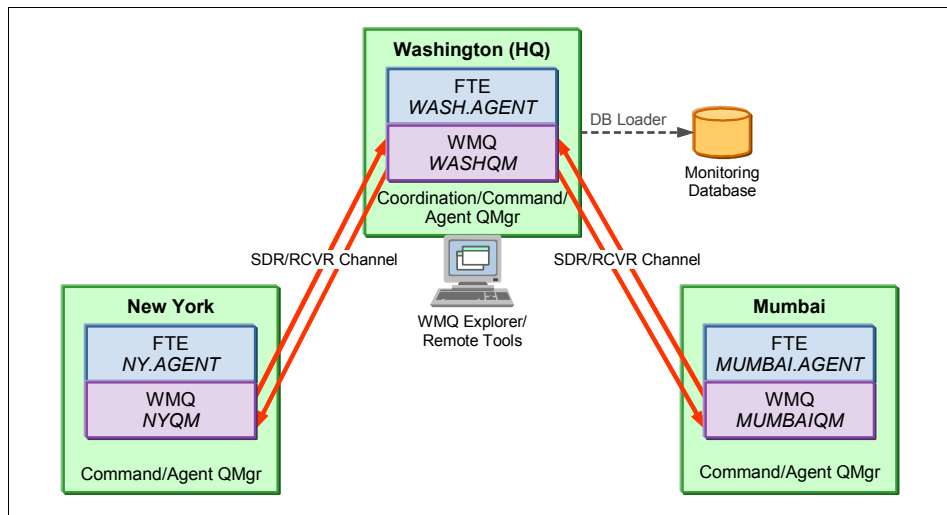 Washington (HQ)
FTE
WASH.AGENT
WMQ
WASHQM
Coordination/Command/
Agent QMgr
DB Loader
Monitoring
Database
SDR/RCVR Channel
SDR/RCVR Channel
WMQ Explorer/
Remote Tools
New York
FTE
NY.AGENT
WMQ
NYQM
Command/Agent QMgr
Mumbai
FTE
MUMBAI.AGENT
WMQ
MUMBAIQM
Command/Agent QMgr